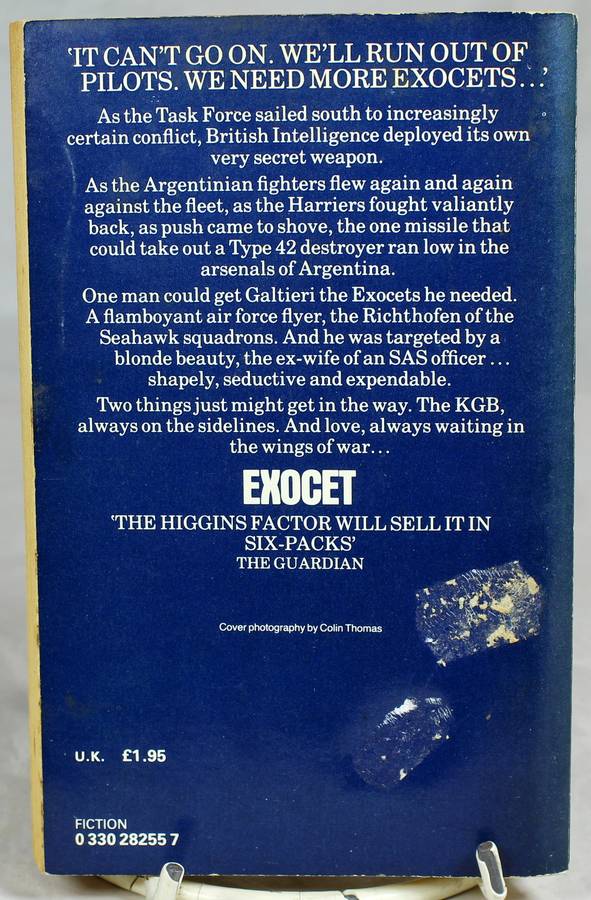 ‘IT CAN’T GO ON. WE’LL RUN OUT OF
PILOTS. WE NEED MORE EXOCETS...’
As the Task Force sailed south to increasingly
certain conflict, British Intelligence deployed its own
very secret weapon.
As the Argentinian fighters flew again and again
against the fleet, as the Harriers fought valiantly
back, as push came to shove, the one missile that
could take out a Type 42 destroyer ran low in the
arsenals of Argentina.
One man could get Galtieri the Exocets he needed.
A flamboyant air force flyer, the Richthofen of the
Seahawk squadrons. And he was targeted by a
blonde beauty, the ex-wife of an SAS officer...
shapely, seductive and expendable.
Two things just might get in the way. The KGB,
always on the sidelines. And love, always waiting in
the wings of war...
EXOCET
‘THE HIGGINS FACTOR WILL SELL IT IN
SIX-PACKS’
THE GUARDIAN
Cover photography by Colin Thomas
U.K. £1.95
FICTION
0 330 28255 7